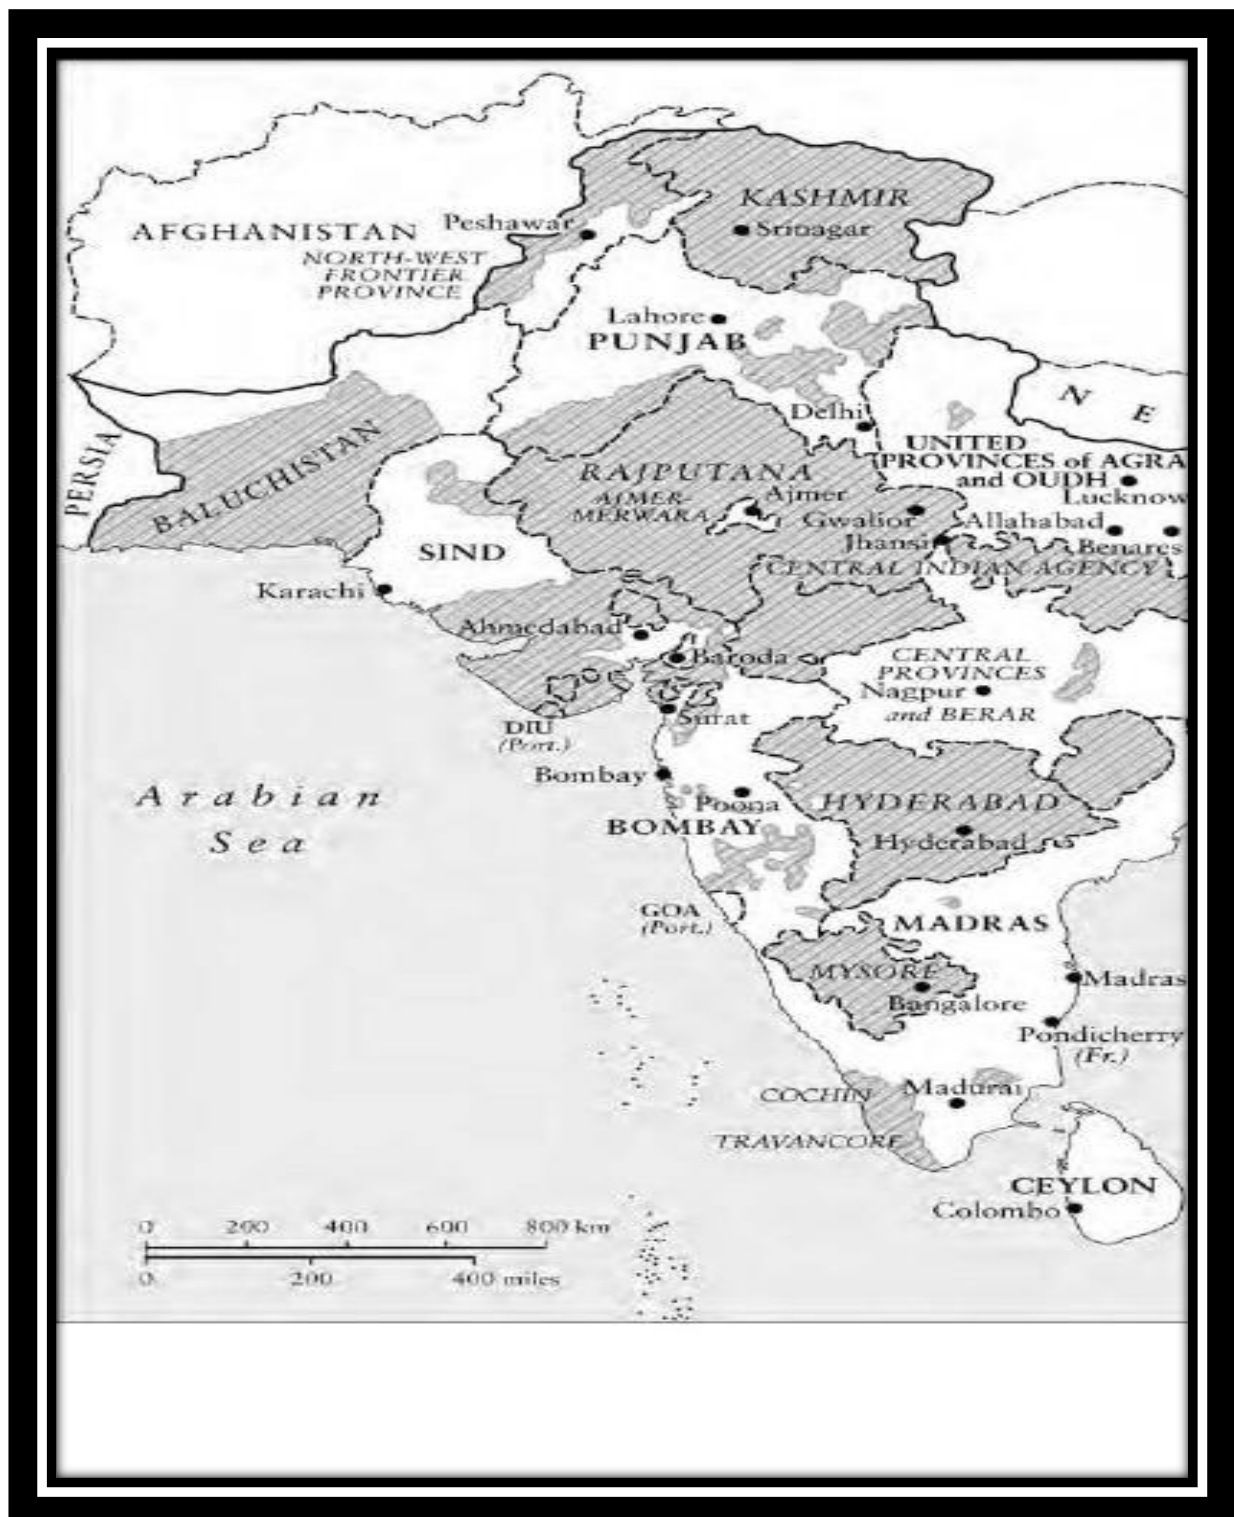 KASHMIR
Srinagar
Peshawar
AFGHANISTAN
NORTH-WEST
FRONTIER
PROVINCE
Lahore
PUNJAB
N E
Delhi
UNITED
PROVINCES of AGRA
and OUDH
Lucknow
PERSIA
BALUCHISTAN
RAJPUTANA
AJMER-
MERWARA
Ajmer
Gwalior
Allahabad
Jhansi
Benares
SIND
CENTRAL INDIAN AGENCY
Karachi
Ahmedabad
Baroda
CENTRAL
PROVINCES
Nagpur
and BERAR
Surat
DIU
(Port.)
Bombay
Poona
BOMBAY
HYDERABAD
Hyderabad
Arabian
Sea
GOA
(Port.)
MADRAS
MYSORE
Bangalore
Madras
Pondicherry
(Fr.)
COCHIN
Madurai
TRAVANCORE
CEYLON
Colombo
0 200 400 600 800 km
0 200 400 miles